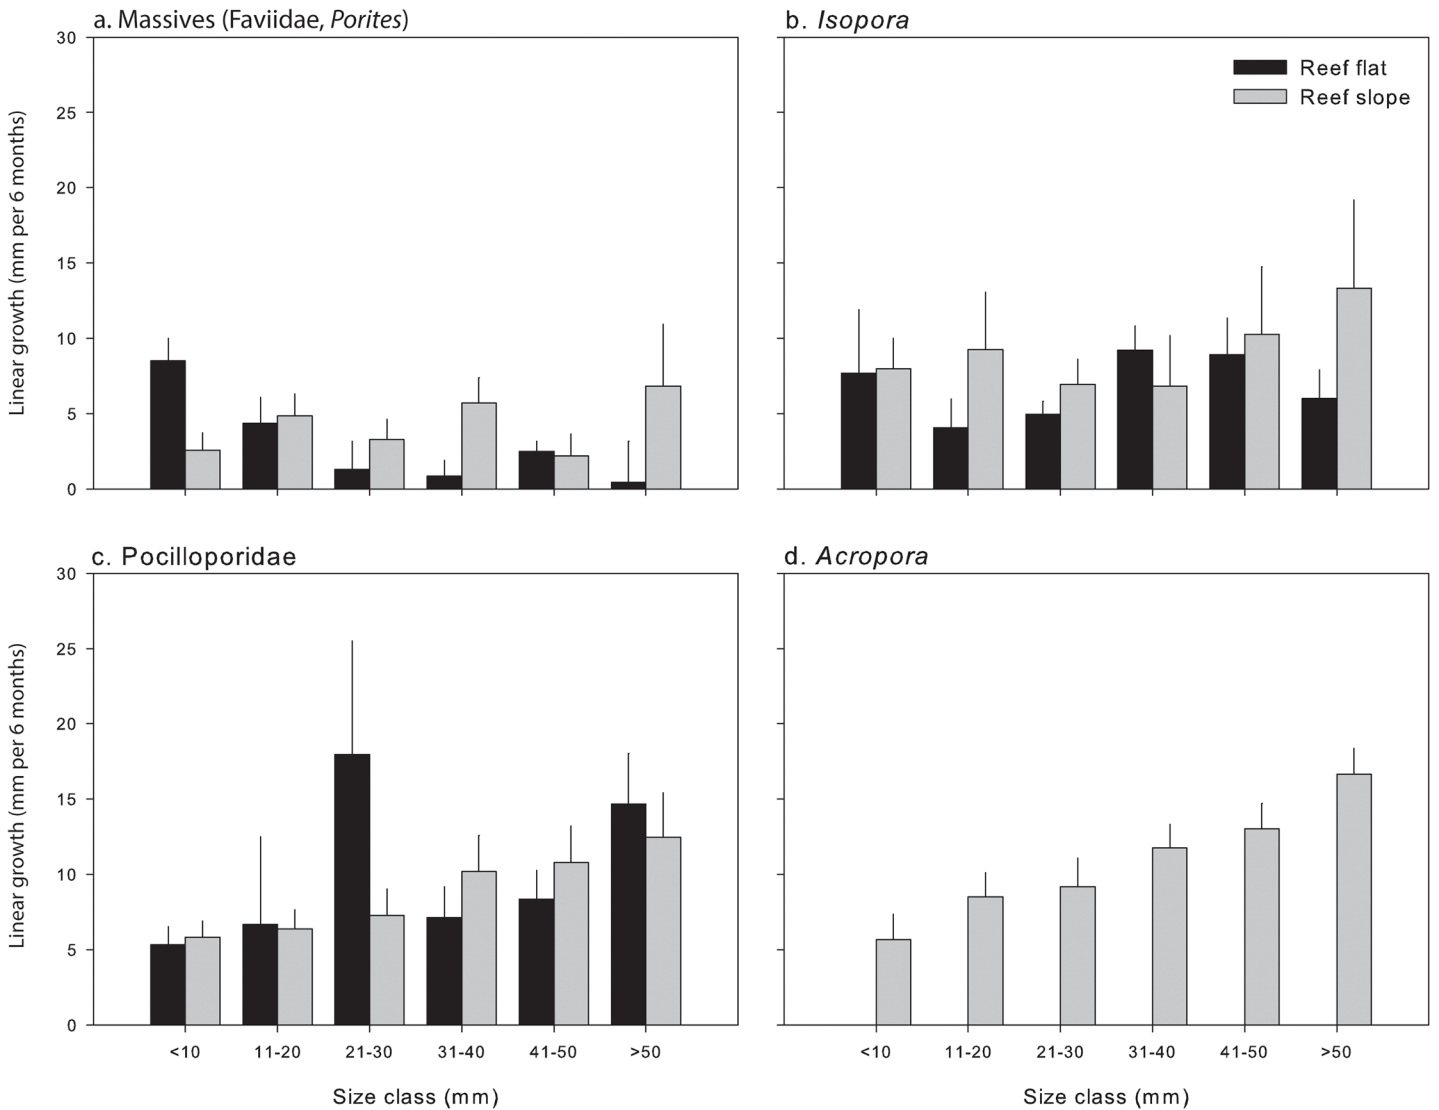 a. Massives (Faviidae, Porites)
b. Isopora
30
25
20
15
10
5
0
Linear growth (mm per 6 months)
Reef flat
Reef slope
c. Pocilloporidae
d. Acropora
30
25
20
15
10
5
0
Linear growth (mm per 6 months)
<10 11-20 21-30 31-40 41-50 >50
<10 11-20 21-30 31-40 41-50 >50
Size class (mm)
Size class (mm)